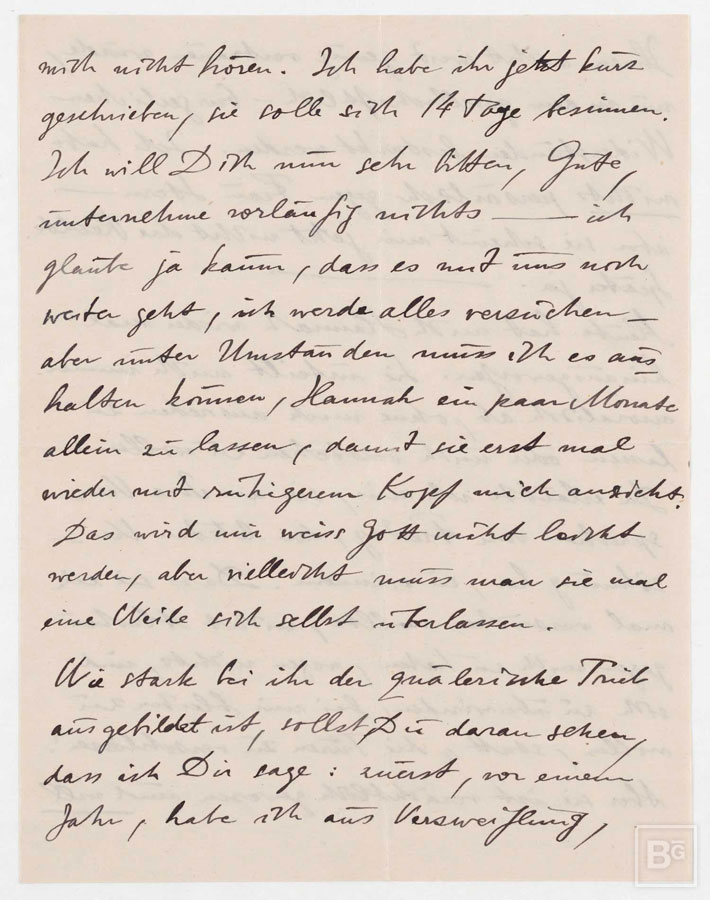 mich nicht hören. Ich habe ihr jetzt kurz
geschrieben, sie solle sich 14 Tage besinnen.
Ich will Dich nun sehr bitten, Gute,
unternehme vorläufig nichts — ich
glaube ja kaum, dass es mit uns noch
weiter geht, ich werde alles versuchen –
aber unter Umständen muss ich es aus
halten können, Hannah ein paar Monate
allein zu lassen, damit sie erst mal
wieder mit ruhigerem Kopf mich ansieht.
Das wird mir weiss Gott nicht leicht
werden, aber vielleicht muss man sie mal
eine Weile sich selbst überlassen.
Wie stark bei ihr der quälerische Trieb
ausgebildet ist, sollst Du daran sehen,
dass ich Dir sage: zuerst, vor einem
Jahr, habe ich aus Verzweiflung,
BG